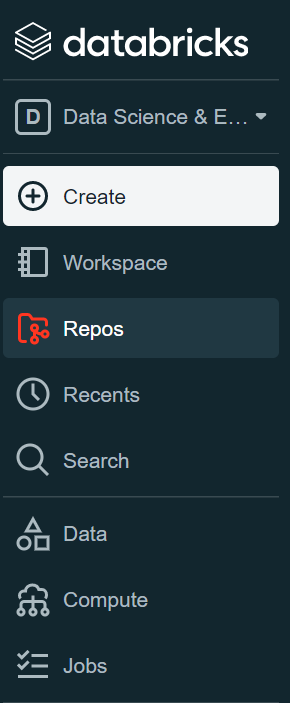 databricks
D Data Science & E...
Create
Workspace
Repos
Recents
Search
Data
Compute
Jobs